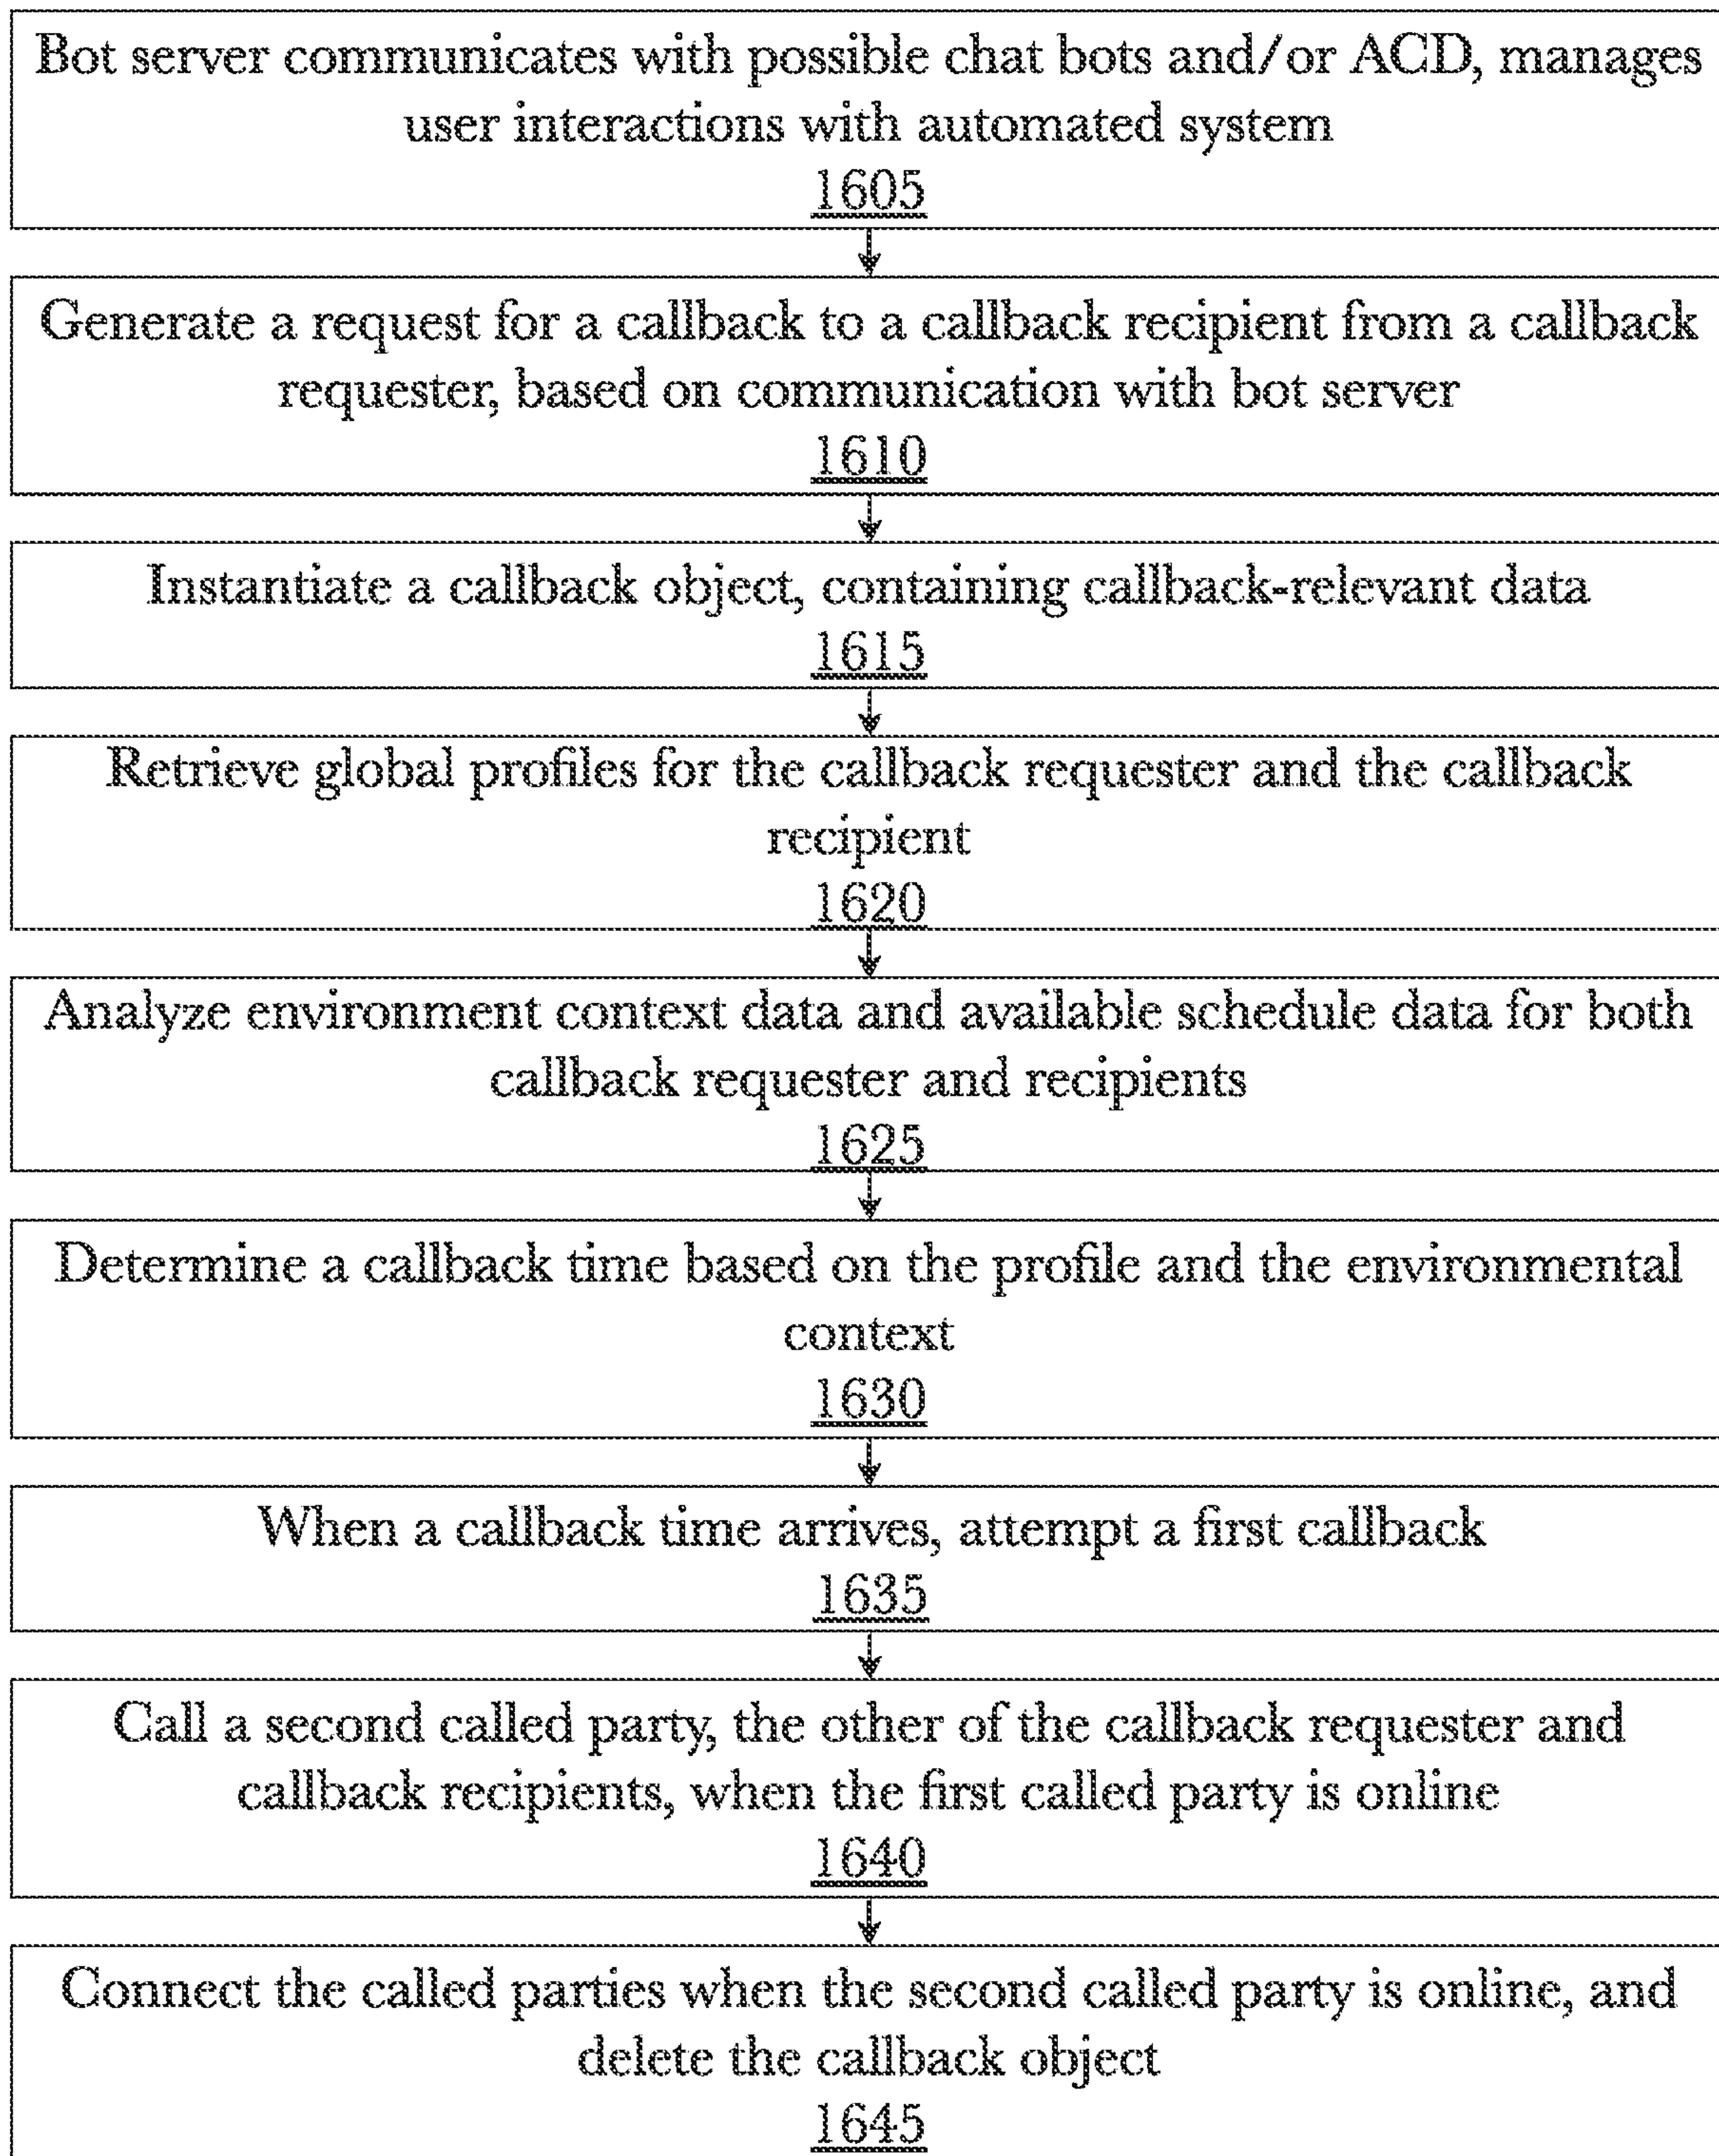 Bot server communicates with possible chat bots and/or ACD, manages
user interactions with automated system
1605
Generate a request for a callback to a callback recipient from a callback
requester, based on communication with bot server
1610
Instantiate a callback object, containing callback-relevant data
1615
Retrieve global profiles for the callback requester and the callback
recipient
1620
Analyze environment context data and available schedule data for both
callback requester and recipients
1625
Determine a callback time based on the profile and the environmental
context
1630
When a callback time arrives, attempt a first callback
1635
Call a second called party, the other of the callback requester and
callback recipients, when the first called party is online
1640
Connect the called parties when the second called party is online, and
delete the callback object
1645